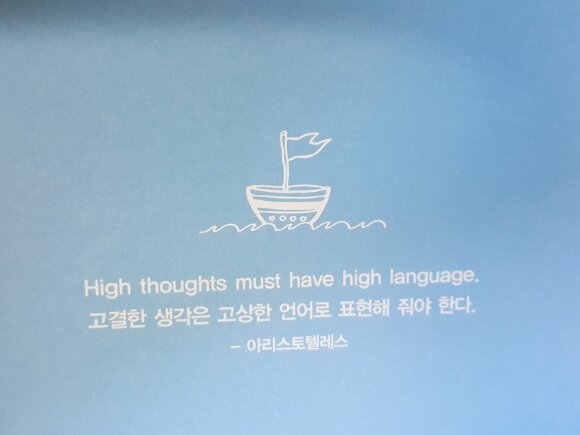 High thoughts must have high language.
고결한 생각은 고상한 언어로 표현해 줘야 한다.
- 아리스토텔레스